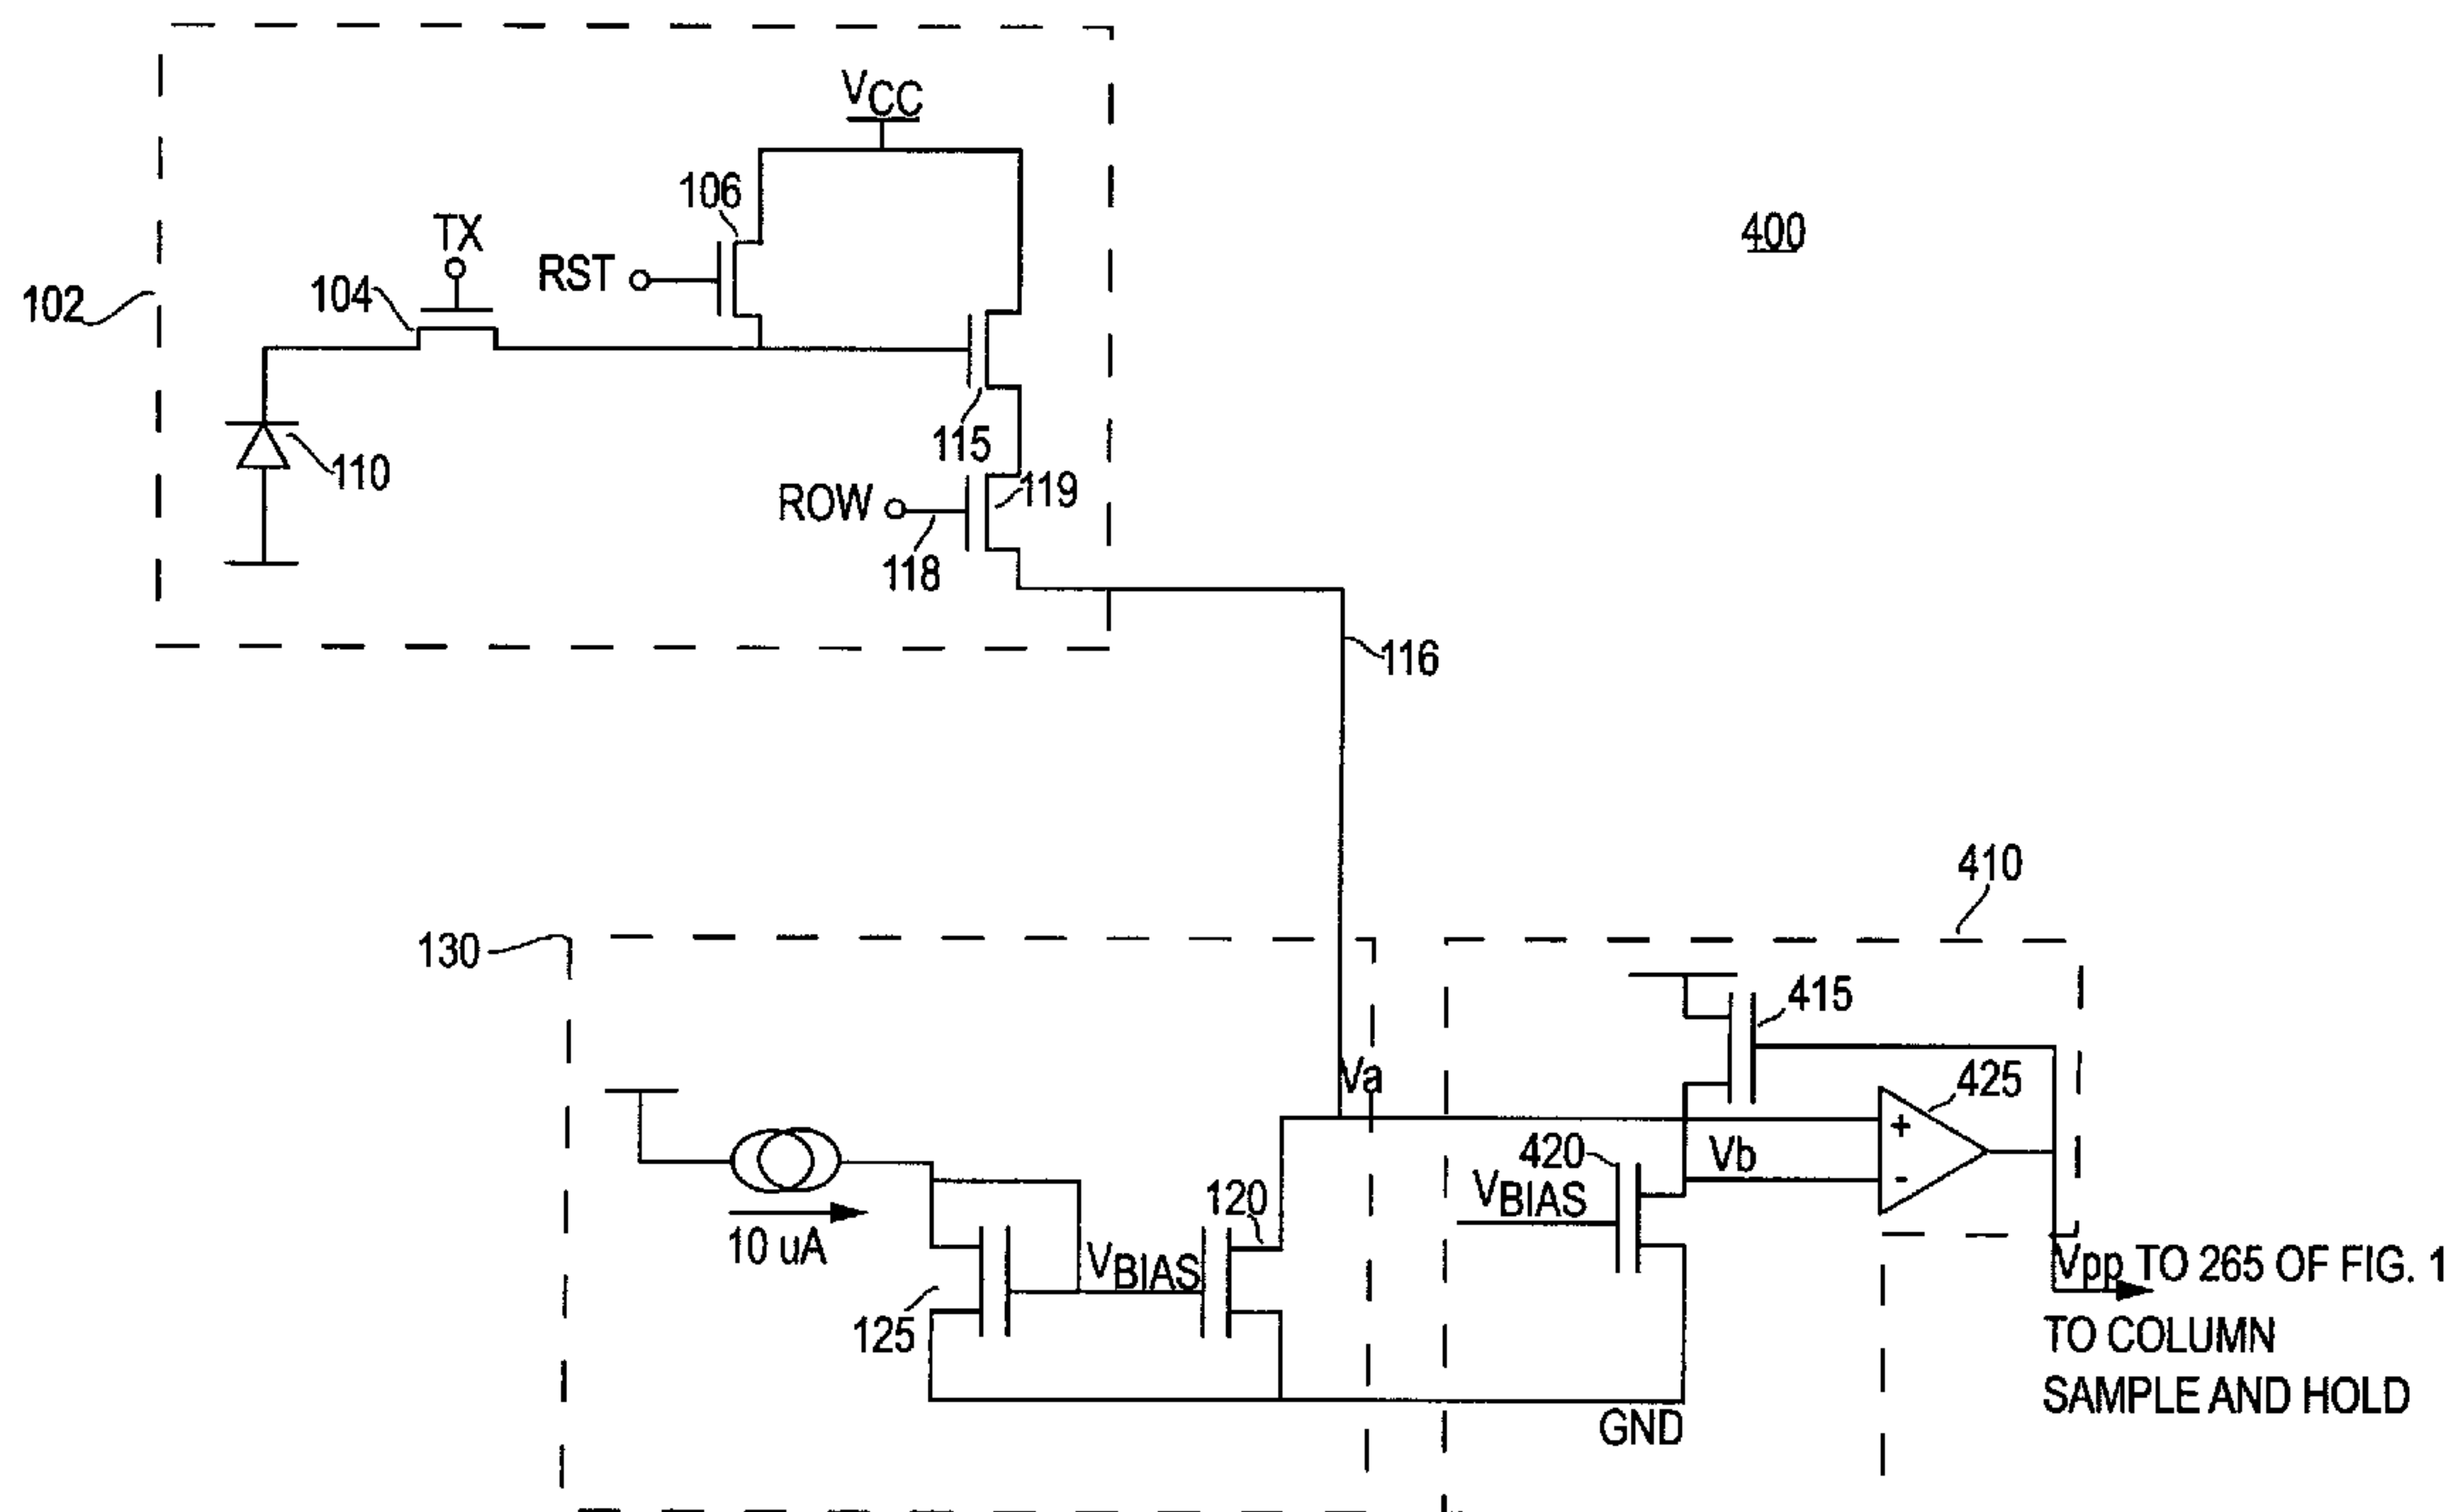 VCC
106
400
TX
RST
104
102
115
110
119
ROW
118
116
410
130
415
Va
425
420
Vb
+
-
VBIAS
120
10 uA
VBIAS
125
Vpp TO 265 OF FIG. 1
TO COLUMN
SAMPLE AND HOLD
GND